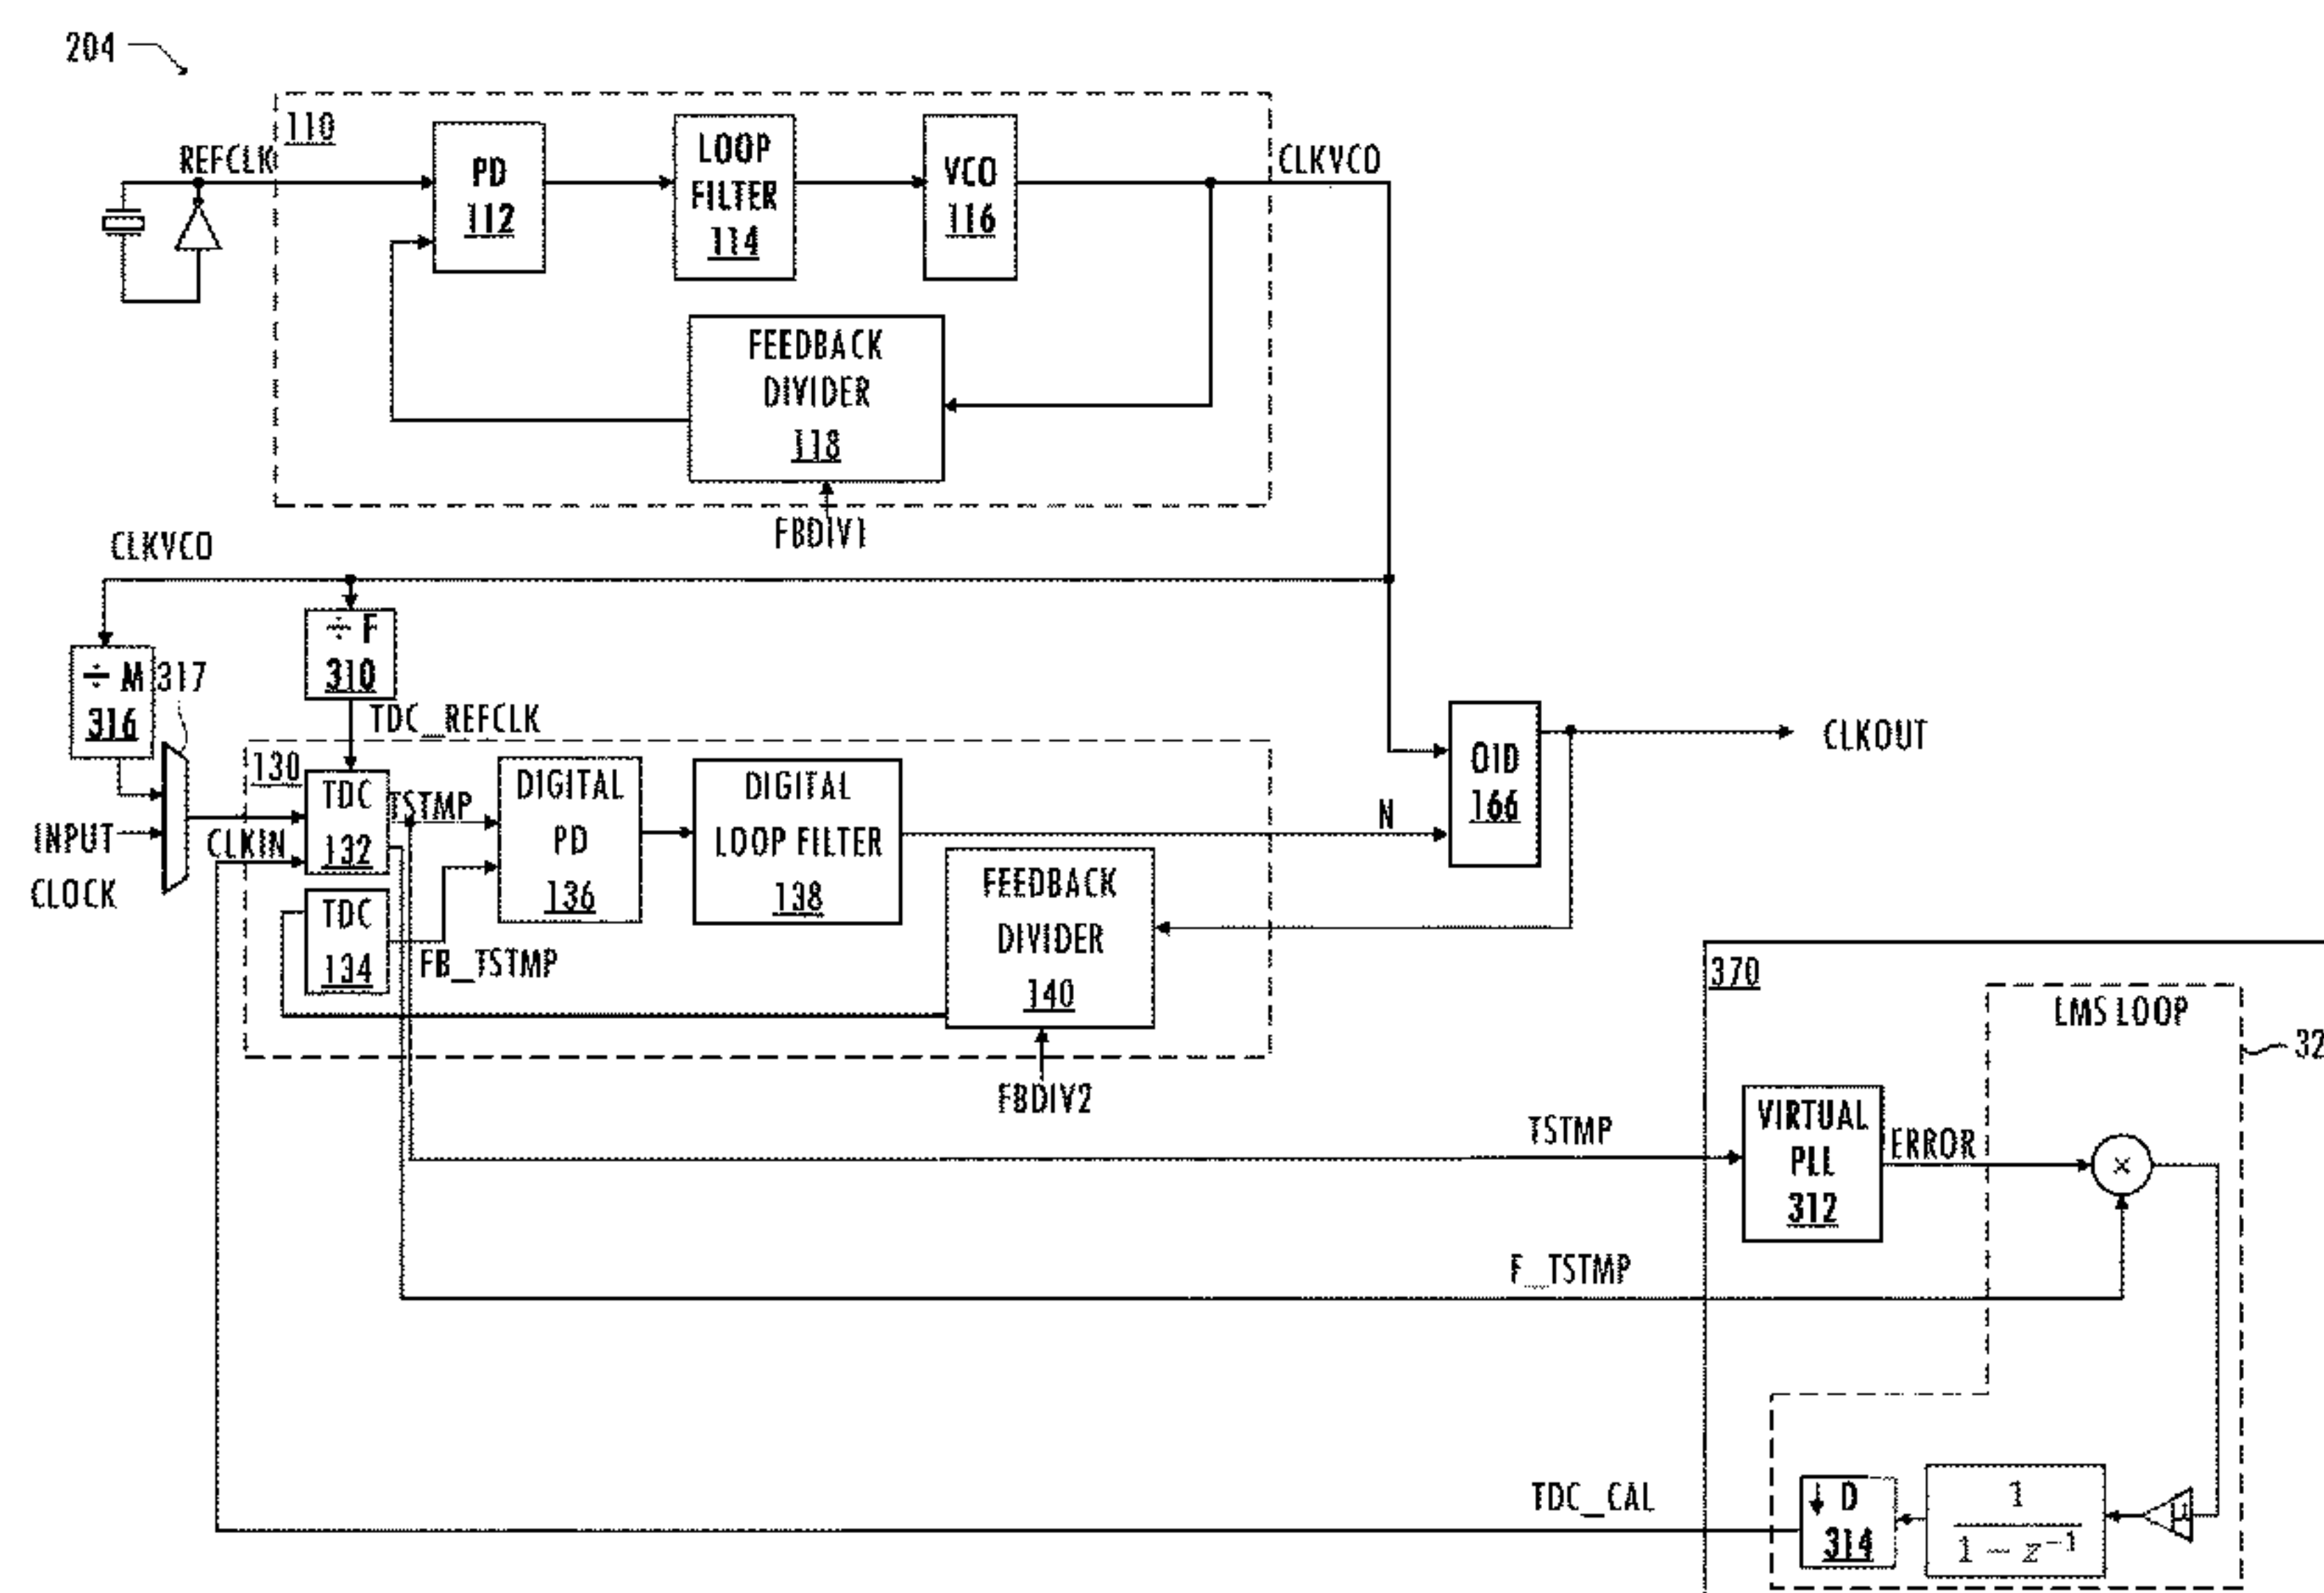 204
110
REFCLK
PD
112
LOOP
FILTER
114
VCO
116
CLKVCO
FEEDBACK
DIVIDER
118
FBDIV1
CLKVCO
÷ M
316
317
÷ F
310
TDC_REFCLK
INPUT
CLOCK
CLKIN
130
TDC
132
TSTMP
TDC
134
FB_TSTMP
DIGITAL
PD
136
DIGITAL
LOOP FILTER
138
FEEDBACK
DIVIDER
140
FBDIV2
N
OID
166
CLKOUT
370
LMS LOOP
32
TSTMP
VIRTUAL
PLL
312
ERROR
×
F_TSTMP
TDC_CAL
↓ D
314
1
1 − z⁻¹